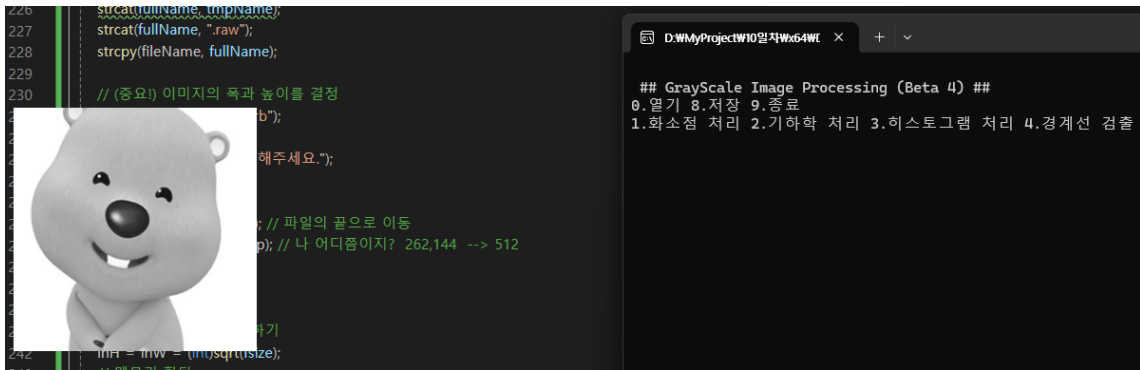 226 strcat(fullName, tmpName);
227 strcat(fullName, ".raw");
228 strcpy(fileName, fullName);
229
230 // (중요!) 이미지의 폭과 높이를 결정
b");
해주세요.");
; // 파일의 끝으로 이동
p); // 나 어디쯤이지? 262,144 --> 512
하기
242 inH = inW = (int)sqrt(fsize);
D:₩MyProject₩10일차₩x64₩
## GrayScale Image Processing (Beta 4) ##
0.열기 8.저장 9.종료
1.화소점 처리 2.기하학 처리 3.히스토그램 처리 4.경계선 검출